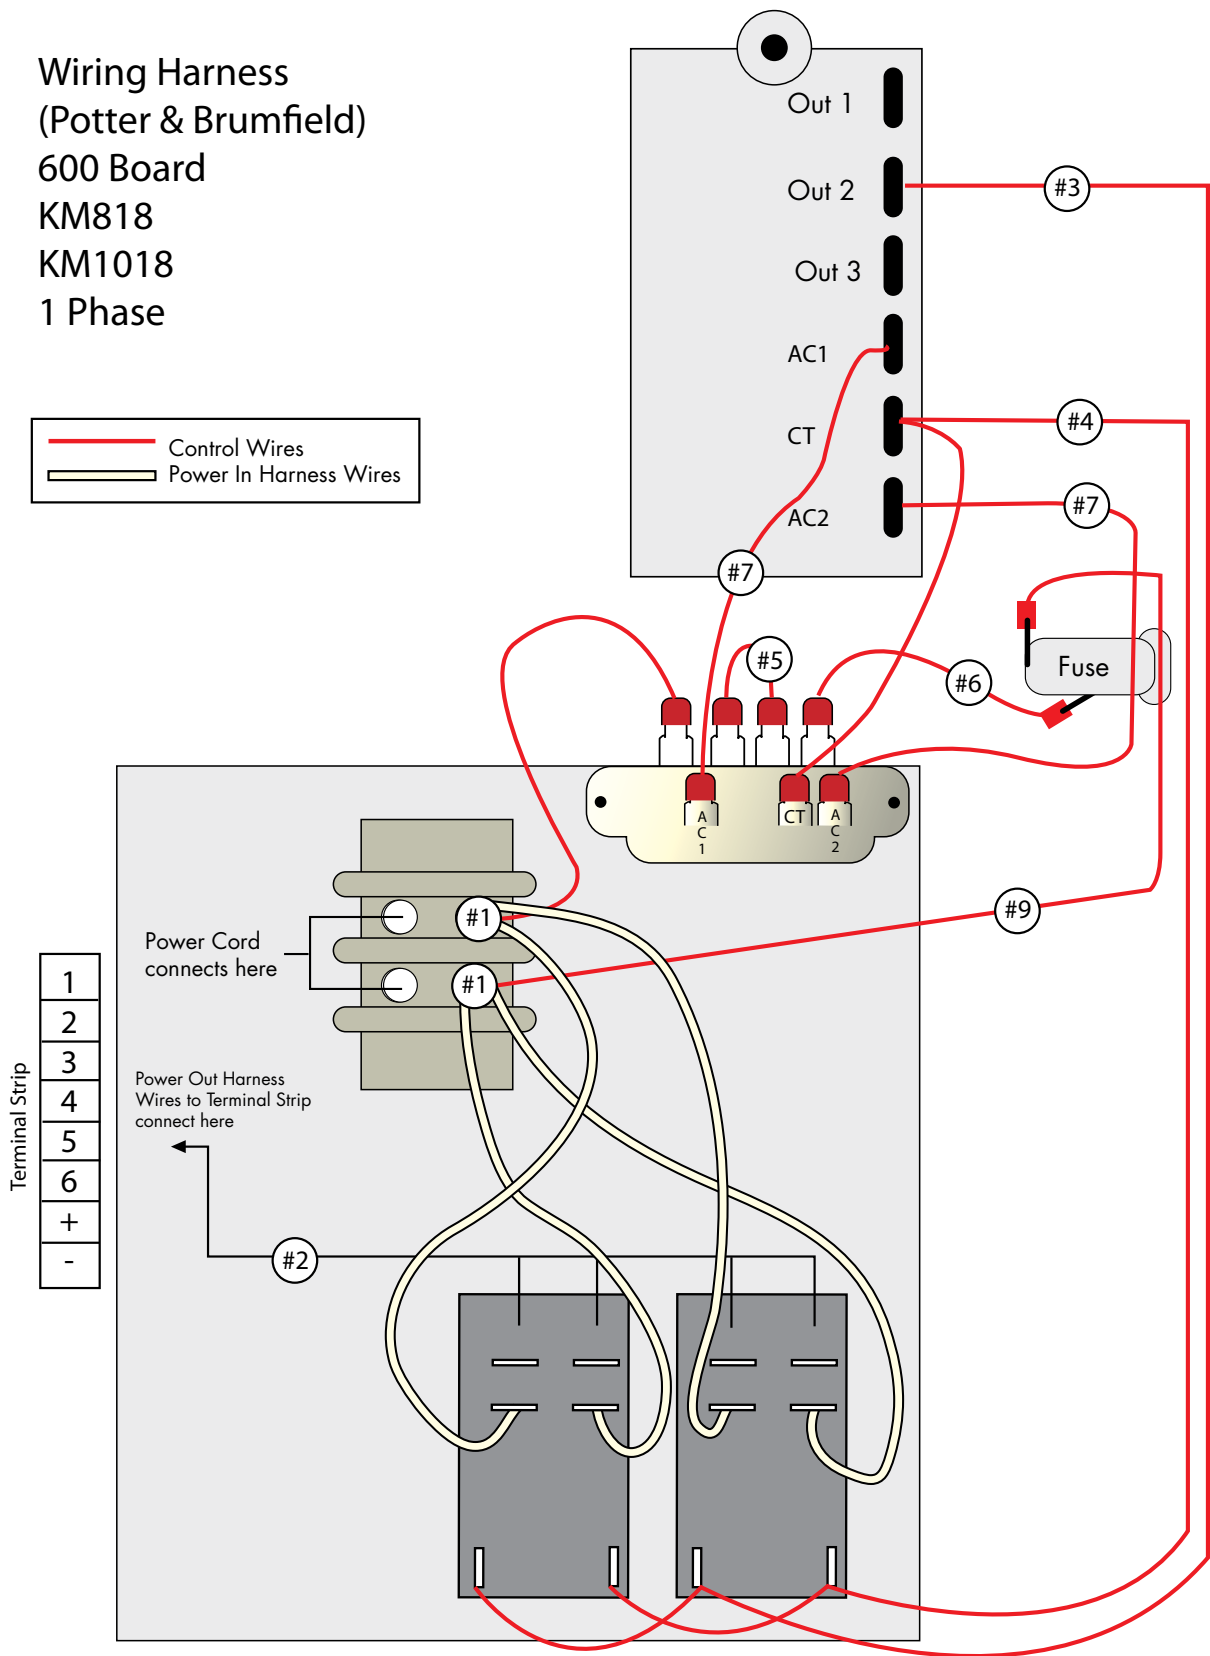 Wiring Harness
(Potter & Brumfield)
600 Board
KM818
KM1018
1 Phase
Control Wires
Power In Harness Wires
Out 1
Out 2
Out 3
AC1
CT
AC2
#3
#4
#7
#7
#5
#6
Fuse
AC1
CT
AC2
#1
#1
#9
Power Cord
connects here
Terminal Strip
1
2
3
4
5
6
+
-
Power Out Harness
Wires to Terminal Strip
connect here
#2